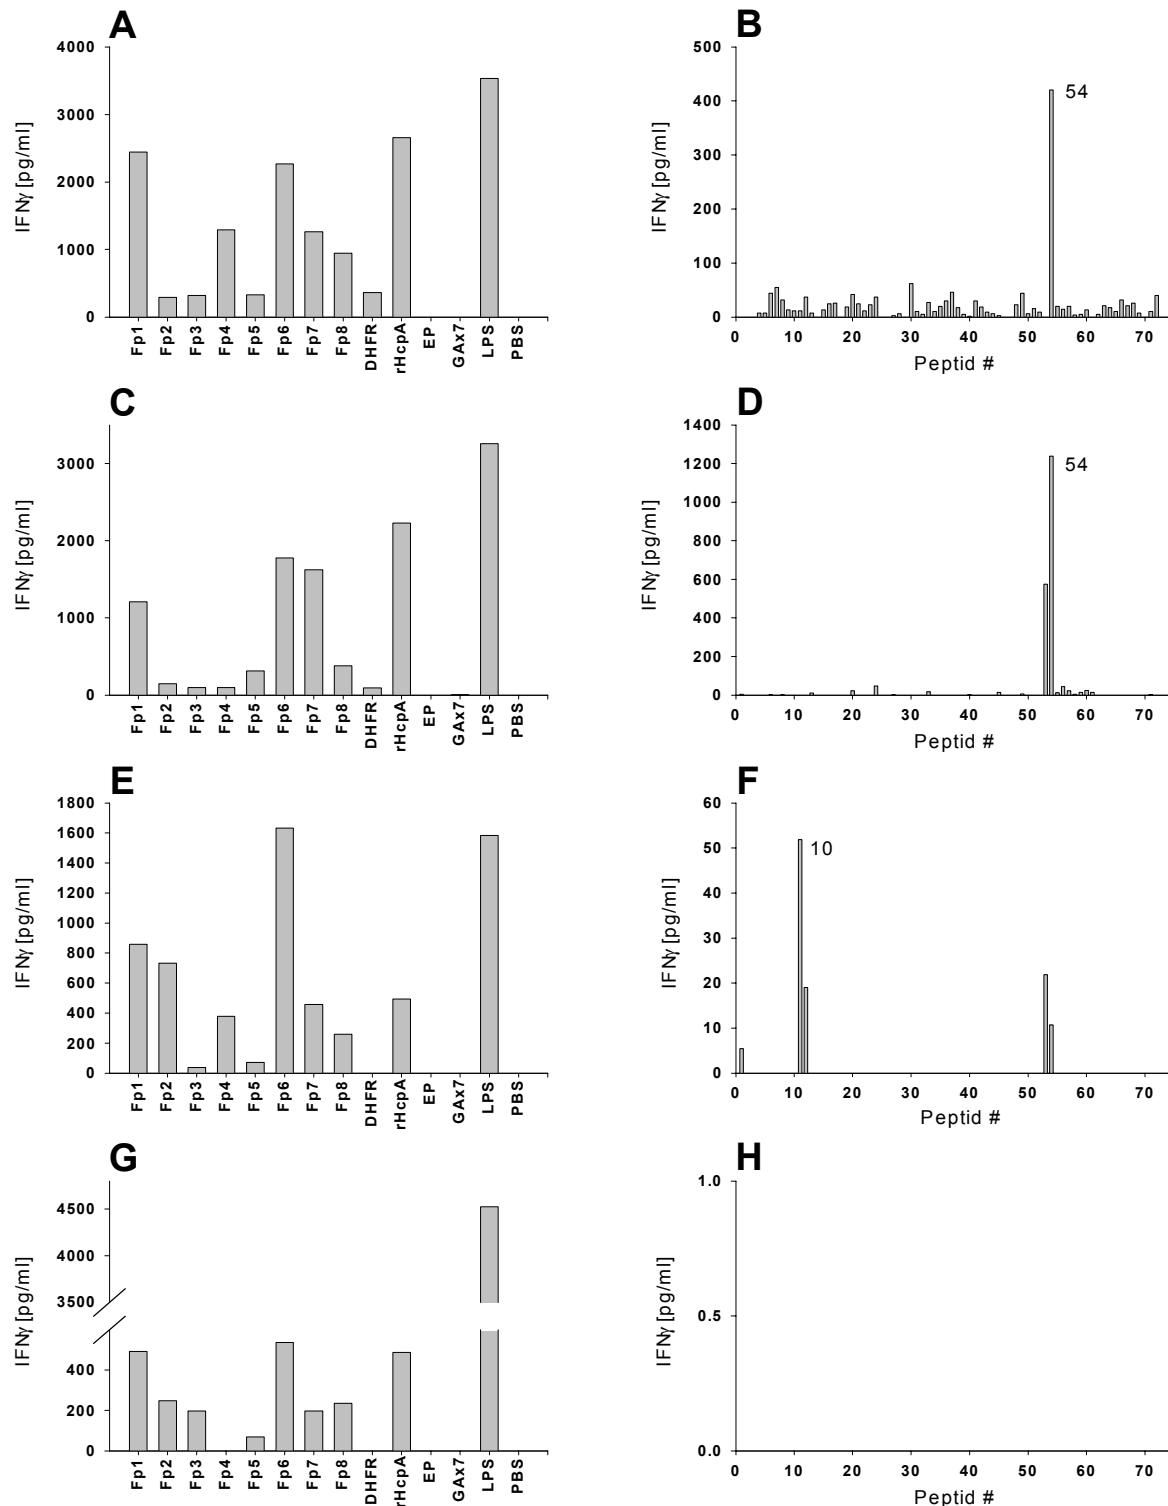 A
IFNγ [pg/ml]
4000
3000
2000
1000
0
Fp1
Fp2
Fp3
Fp4
Fp5
Fp6
Fp7
Fp8
DHFR
rHcpA
EP
GAx7
LPS
PBS
B
IFNγ [pg/ml]
500
400
300
200
100
0
54
0 10 20 30 40 50 60 70
Peptid #
C
IFNγ [pg/ml]
3000
2000
1000
0
Fp1
Fp2
Fp3
Fp4
Fp5
Fp6
Fp7
Fp8
DHFR
rHcpA
EP
GAx7
LPS
PBS
D
IFNγ [pg/ml]
1400
1200
1000
800
600
400
200
0
54
0 10 20 30 40 50 60 70
Peptid #
E
IFNγ [pg/ml]
1800
1600
1400
1200
1000
800
600
400
200
0
Fp1
Fp2
Fp3
Fp4
Fp5
Fp6
Fp7
Fp8
DHFR
rHcpA
EP
GAx7
LPS
PBS
F
IFNγ [pg/ml]
60
50
40
30
20
10
0
10
0 10 20 30 40 50 60 70
Peptid #
G
IFNγ [pg/ml]
4500
4000
3500
400
200
0
Fp1
Fp2
Fp3
Fp4
Fp5
Fp6
Fp7
Fp8
DHFR
rHcpA
EP
GAx7
LPS
PBS
H
IFNγ [pg/ml]
1.0
0.5
0.0
0 10 20 30 40 50 60 70
Peptid #